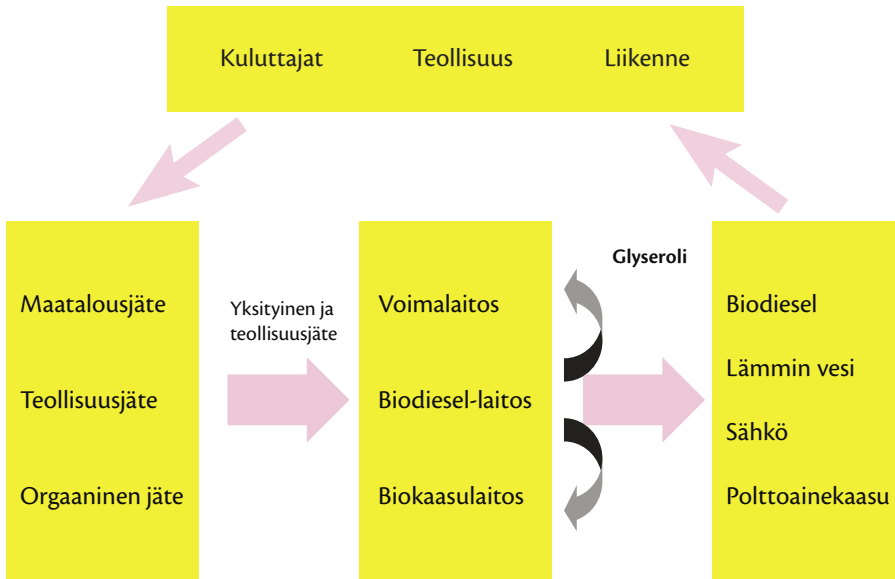 Kuluttajat Teollisuus Liikenne
Maatalousjäte
Teollisuusjäte
Orgaaninen jäte
Yksityinen ja
teollisuusjäte
Voimalaitos
Biodiesel-laitos
Biokaasulaitos
Glyseroli
Biodiesel
Lämmin vesi
Sähkö
Polttoainekaasu